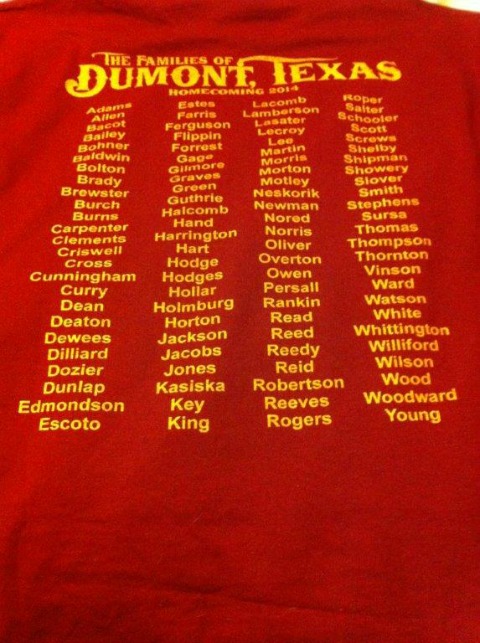 THE FAMILIES OF
DUMONT, TEXAS
HOMECOMING 2014
Adams
Allen
Bacot
Bailey
Bohner
Baldwin
Bolton
Brady
Brewster
Burch
Burns
Carpenter
Clements
Criswell
Cross
Cunningham
Curry
Dean
Deaton
Dewees
Dilliard
Dozier
Dunlap
Edmondson
Escoto
Estes
Farris
Ferguson
Flippin
Forrest
Gage
Gilmore
Graves
Green
Guthrie
Halcomb
Hand
Harrington
Hart
Hodge
Hodges
Hollar
Holmburg
Horton
Jackson
Jacobs
Jones
Kasiska
Key
King
Lacomb
Lamberson
Lasater
Lecroy
Lee
Martin
Morris
Morton
Motley
Neskorik
Newman
Nored
Norris
Oliver
Overton
Owen
Persall
Rankin
Read
Reed
Reedy
Reid
Robertson
Reeves
Rogers
Roper
Salter
Schooler
Scott
Screws
Shelby
Shipman
Showery
Slover
Smith
Stephens
Sursa
Thomas
Thompson
Thornton
Vinson
Ward
Watson
White
Whittington
Williford
Wilson
Wood
Woodward
Young